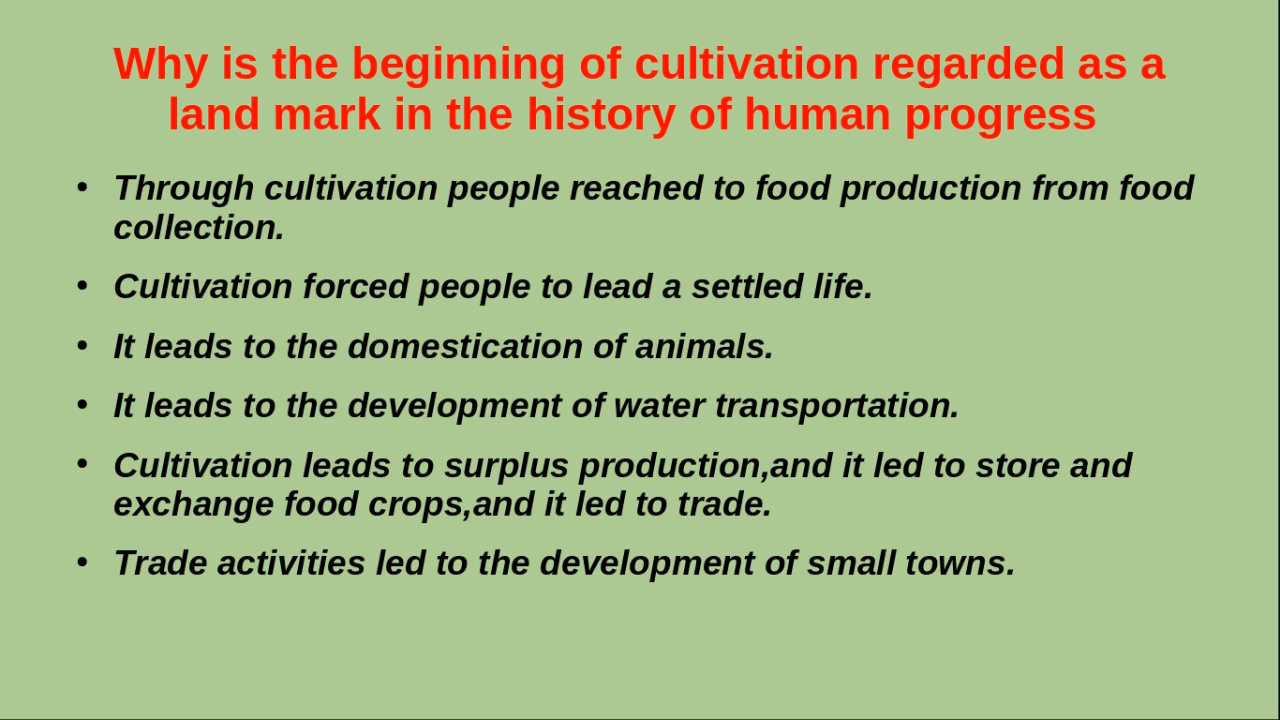 Why is the beginning of cultivation regarded as a
land mark in the history of human progress
• Through cultivation people reached to food production from food
collection.
• Cultivation forced people to lead a settled life.
• It leads to the domestication of animals.
• It leads to the development of water transportation.
• Cultivation leads to surplus production,and it led to store and
exchange food crops,and it led to trade.
• Trade activities led to the development of small towns.